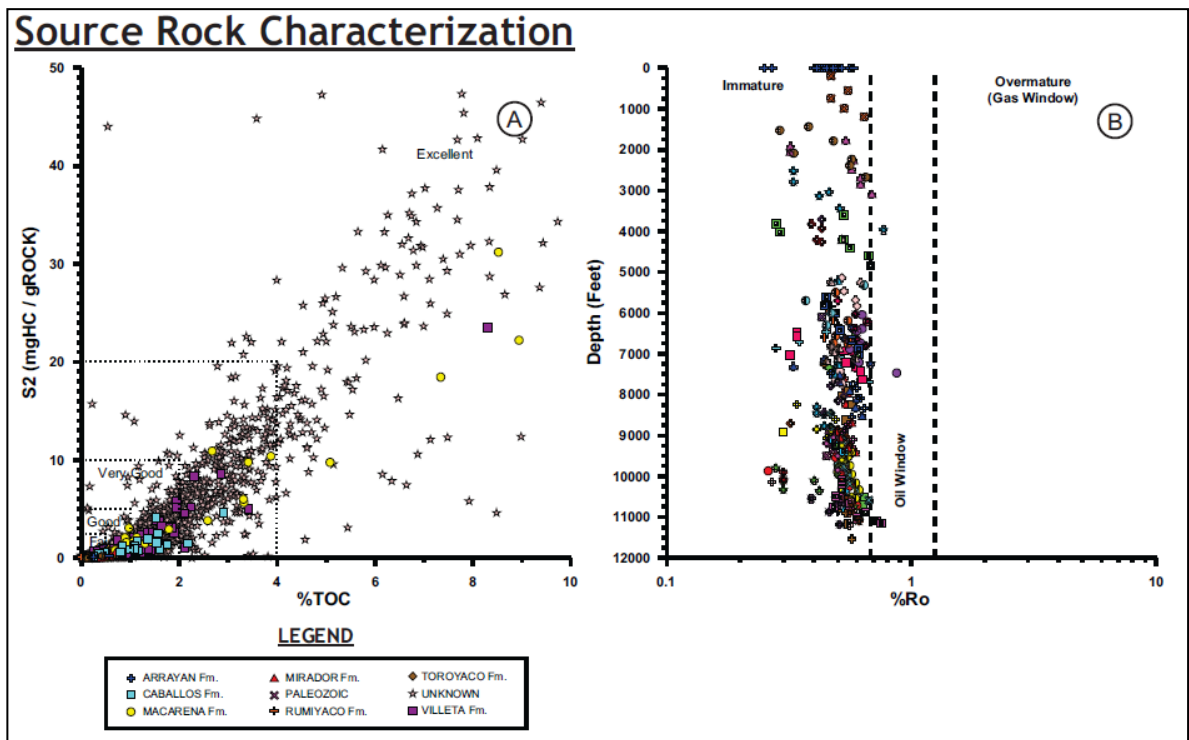 Source Rock Characterization
50
40
30
20
10
0
S2 (mgHC / gROCK)
A
Excellent
Very Good
Good
0 2 4 6 8 10
%TOC
0
1000
2000
3000
4000
5000
6000
7000
8000
9000
10000
11000
12000
Depth (Feet)
Immature
Overmature
(Gas Window)
B
Oil Window
0.1 1 10
%Ro
LEGEND
ARRAYAN Fm. MIRADOR Fm. TOROYACO Fm.
CABALLOS Fm. PALEOZOIC UNKNOWN
MACARENA Fm. RUMIYACO Fm. VILLETA Fm.